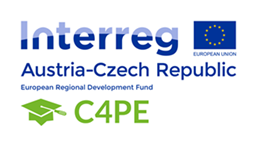 Interreg
EUROPEAN UNION
Austria-Czech Republic
European Regional Development Fund
C4PE